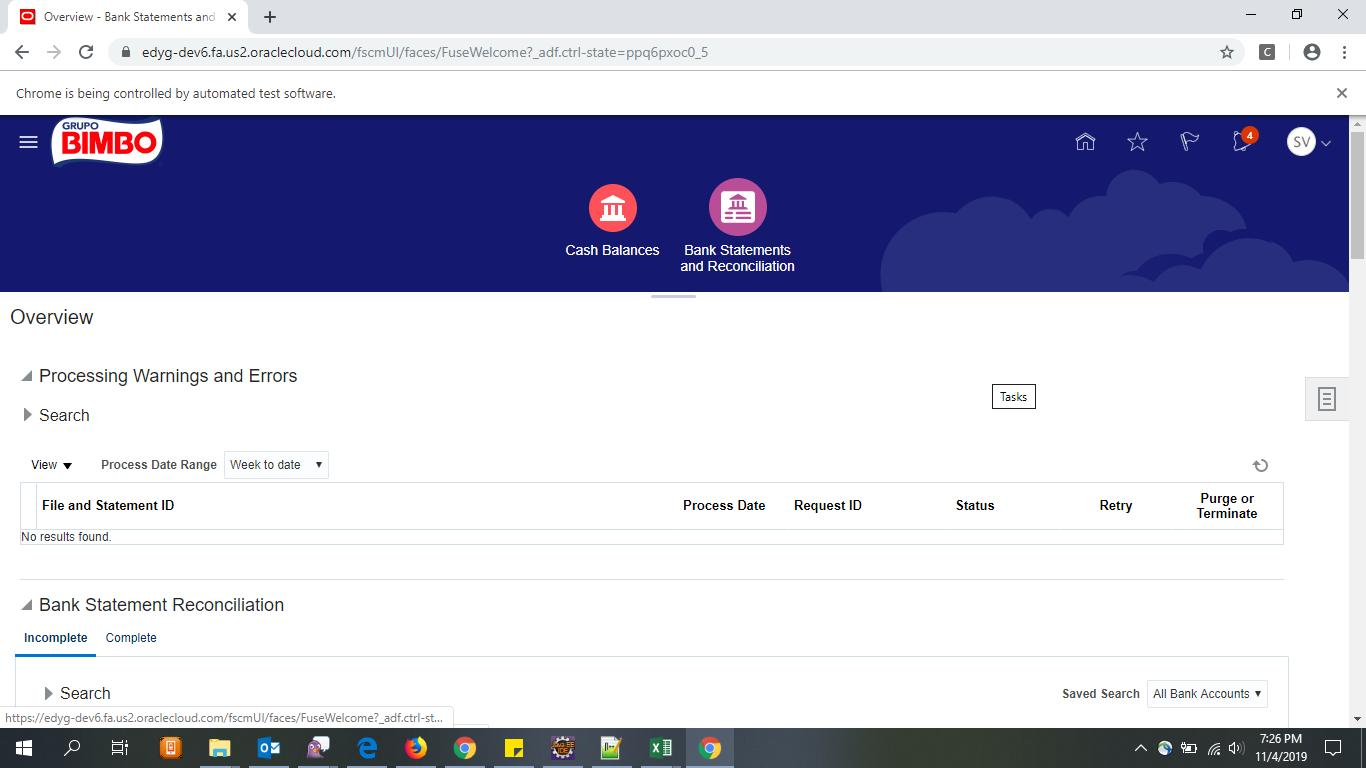 Overview - Bank Statements and
edyg-dev6.fa.us2.oraclecloud.com/fscmUI/faces/FuseWelcome?_adf.ctrl-state=ppq6pxoc0_5
C
Chrome is being controlled by automated test software.
GRUPO
BIMBO
4
SV
Cash Balances
Bank Statements
and Reconciliation
Overview
Processing Warnings and Errors
Tasks
Search
View
Process Date Range
Week to date
File and Statement ID
Process Date
Request ID
Status
Retry
Purge or
Terminate
No results found.
Bank Statement Reconciliation
Incomplete
Complete
Search
Saved Search
All Bank Accounts
https://edyg-dev6.fa.us2.oraclecloud.com/fscmUI/faces/FuseWelcome?_adf.ctrl-st...
7:26 PM
11/4/2019